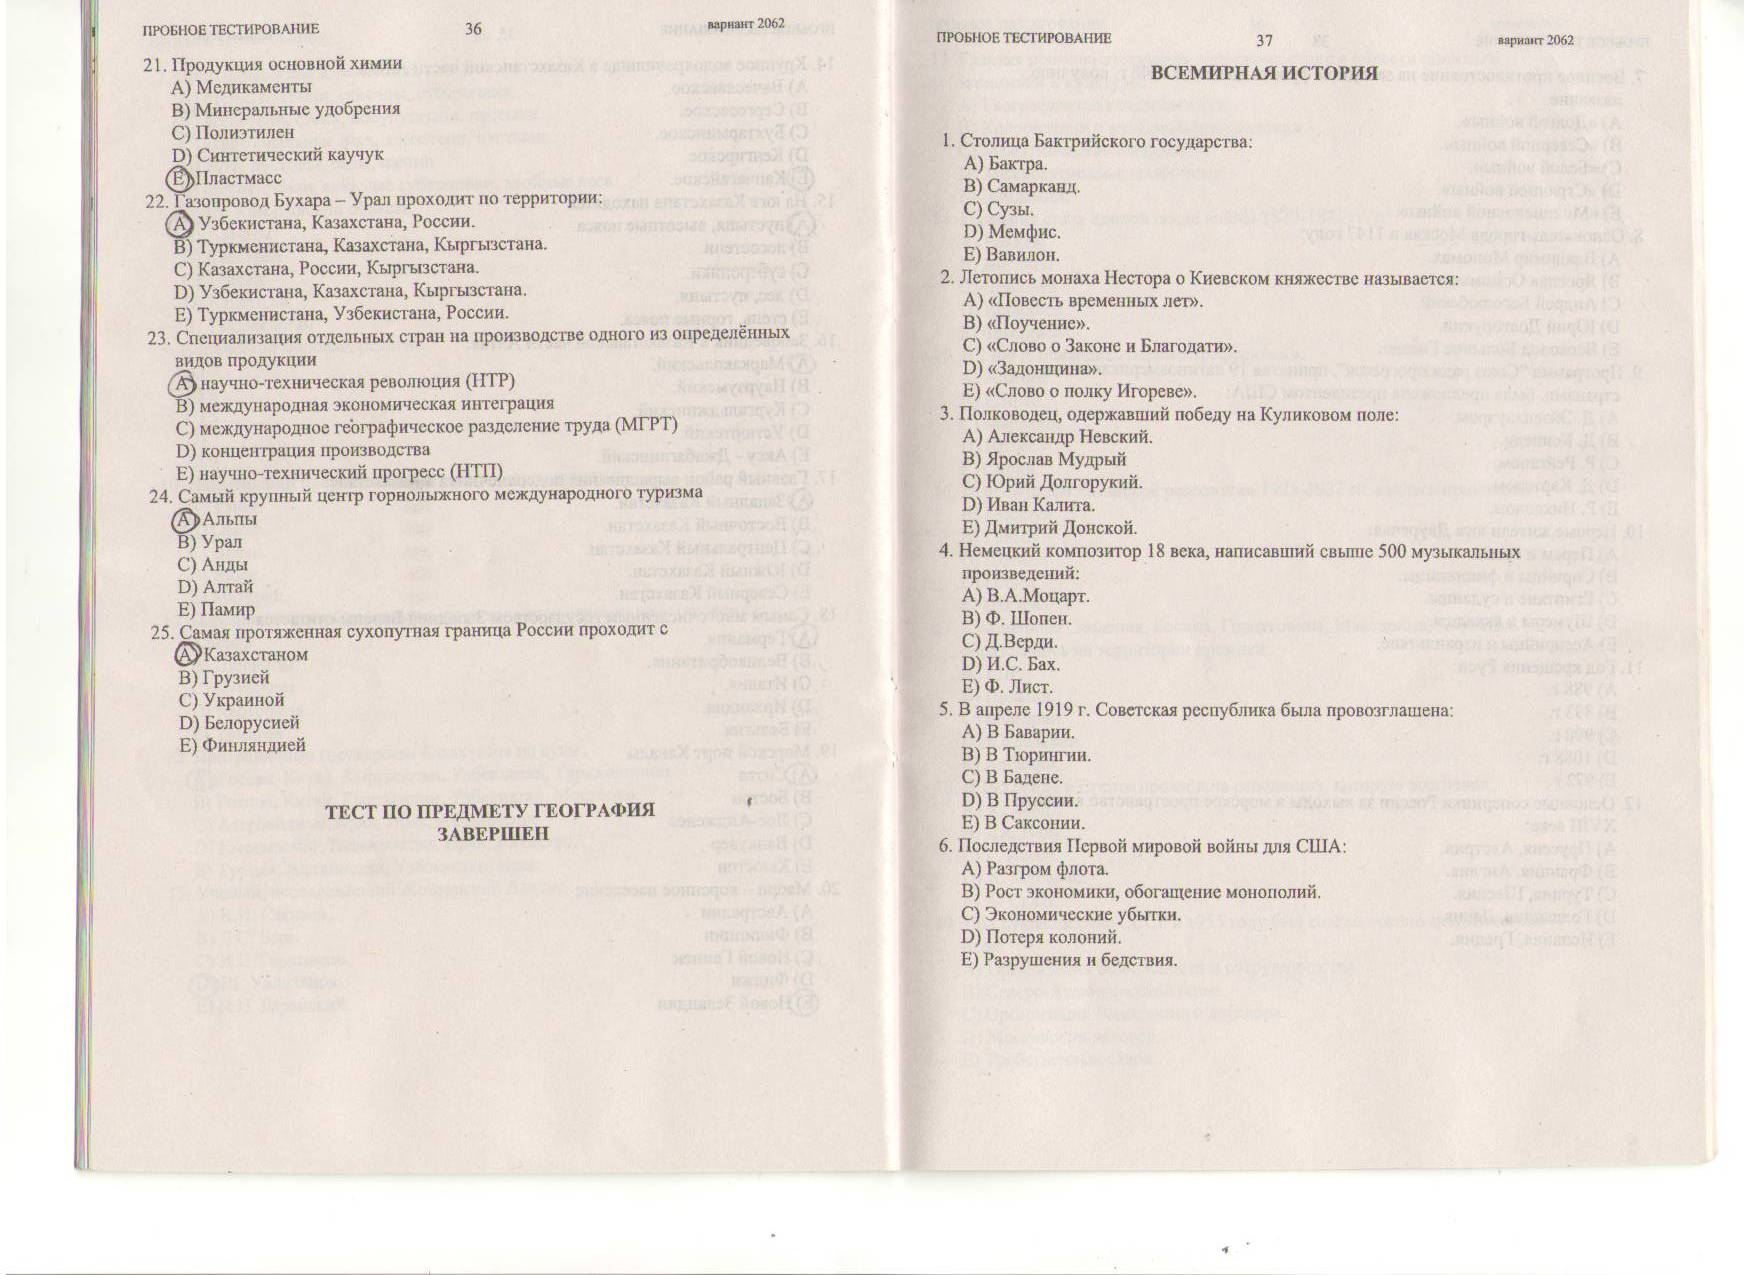 ПРОБНОЕ ТЕСТИРОВАНИЕ 36 вариант 2062
21. Продукция основной химии
A) Медикаменты
B) Минеральные удобрения
C) Полиэтилен
D) Синтетический каучук
E) Пластмасс
22. Газопровод Бухара – Урал проходит по территории:
A) Узбекистана, Казахстана, России.
B) Туркменистана, Казахстана, Кыргызстана.
C) Казахстана, России, Кыргызстана.
D) Узбекистана, Казахстана, Кыргызстана.
E) Туркменистана, Узбекистана, России.
23. Специализация отдельных стран на производстве одного из определённых
видов продукции
A) научно-техническая революция (НТР)
B) международная экономическая интеграция
C) международное географическое разделение труда (МГРТ)
D) концентрация производства
E) научно-технический прогресс (НТП)
24. Самый крупный центр горнолыжного международного туризма
A) Альпы
B) Урал
C) Анды
D) Алтай
E) Памир
25. Самая протяженная сухопутная граница России проходит с
A) Казахстаном
B) Грузией
C) Украиной
D) Белорусией
E) Финляндией
ТЕСТ ПО ПРЕДМЕТУ ГЕОГРАФИЯ
ЗАВЕРШЕН
ПРОБНОЕ ТЕСТИРОВАНИЕ 37 вариант 2062
ВСЕМИРНАЯ ИСТОРИЯ
1. Столица Бактрийского государства:
A) Бактра.
B) Самарканд.
C) Сузы.
D) Мемфис.
E) Вавилон.
2. Летопись монаха Нестора о Киевском княжестве называется:
A) «Повесть временных лет».
B) «Поучение».
C) «Слово о Законе и Благодати».
D) «Задонщина».
E) «Слово о полку Игореве».
3. Полководец, одержавший победу на Куликовом поле:
A) Александр Невский.
B) Ярослав Мудрый
C) Юрий Долгорукий.
D) Иван Калита.
E) Дмитрий Донской.
4. Немецкий композитор 18 века, написавший свыше 500 музыкальных
произведений:
A) В.А.Моцарт.
B) Ф. Шопен.
C) Д.Верди.
D) И.С. Бах.
E) Ф. Лист.
5. В апреле 1919 г. Советская республика была провозглашена:
A) В Баварии.
B) В Тюрингии.
C) В Бадене.
D) В Пруссии.
E) В Саксонии.
6. Последствия Первой мировой войны для США:
A) Разгром флота.
B) Рост экономики, обогащение монополий.
C) Экономические убытки.
D) Потеря колоний.
E) Разрушения и бедствия.